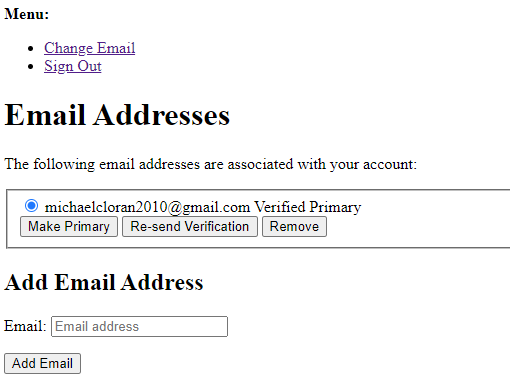 Menu:
Change Email
Sign Out
Email Addresses
The following email addresses are associated with your account:
michaelcloran2010@gmail.com Verified Primary
Make Primary Re-send Verification Remove
Add Email Address
Email: Email address
Add Email